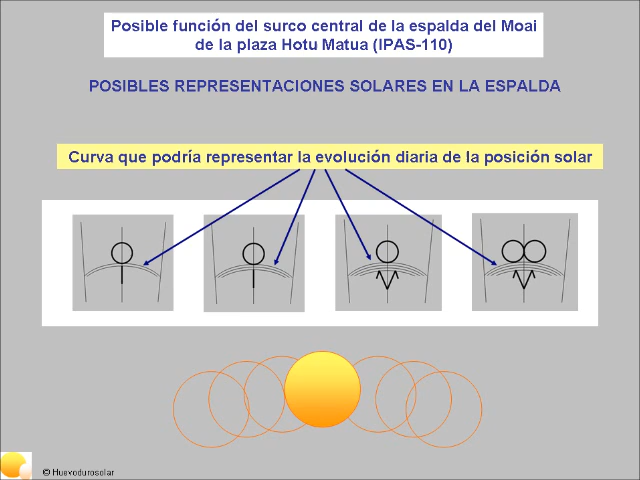 Posible función del surco central de la espalda del Moai
de la plaza Hotu Matua (IPAS-110)
POSIBLES REPRESENTACIONES SOLARES EN LA ESPALDA
Curva que podría representar la evolución diaria de la posición solar
© Huevodurosolar